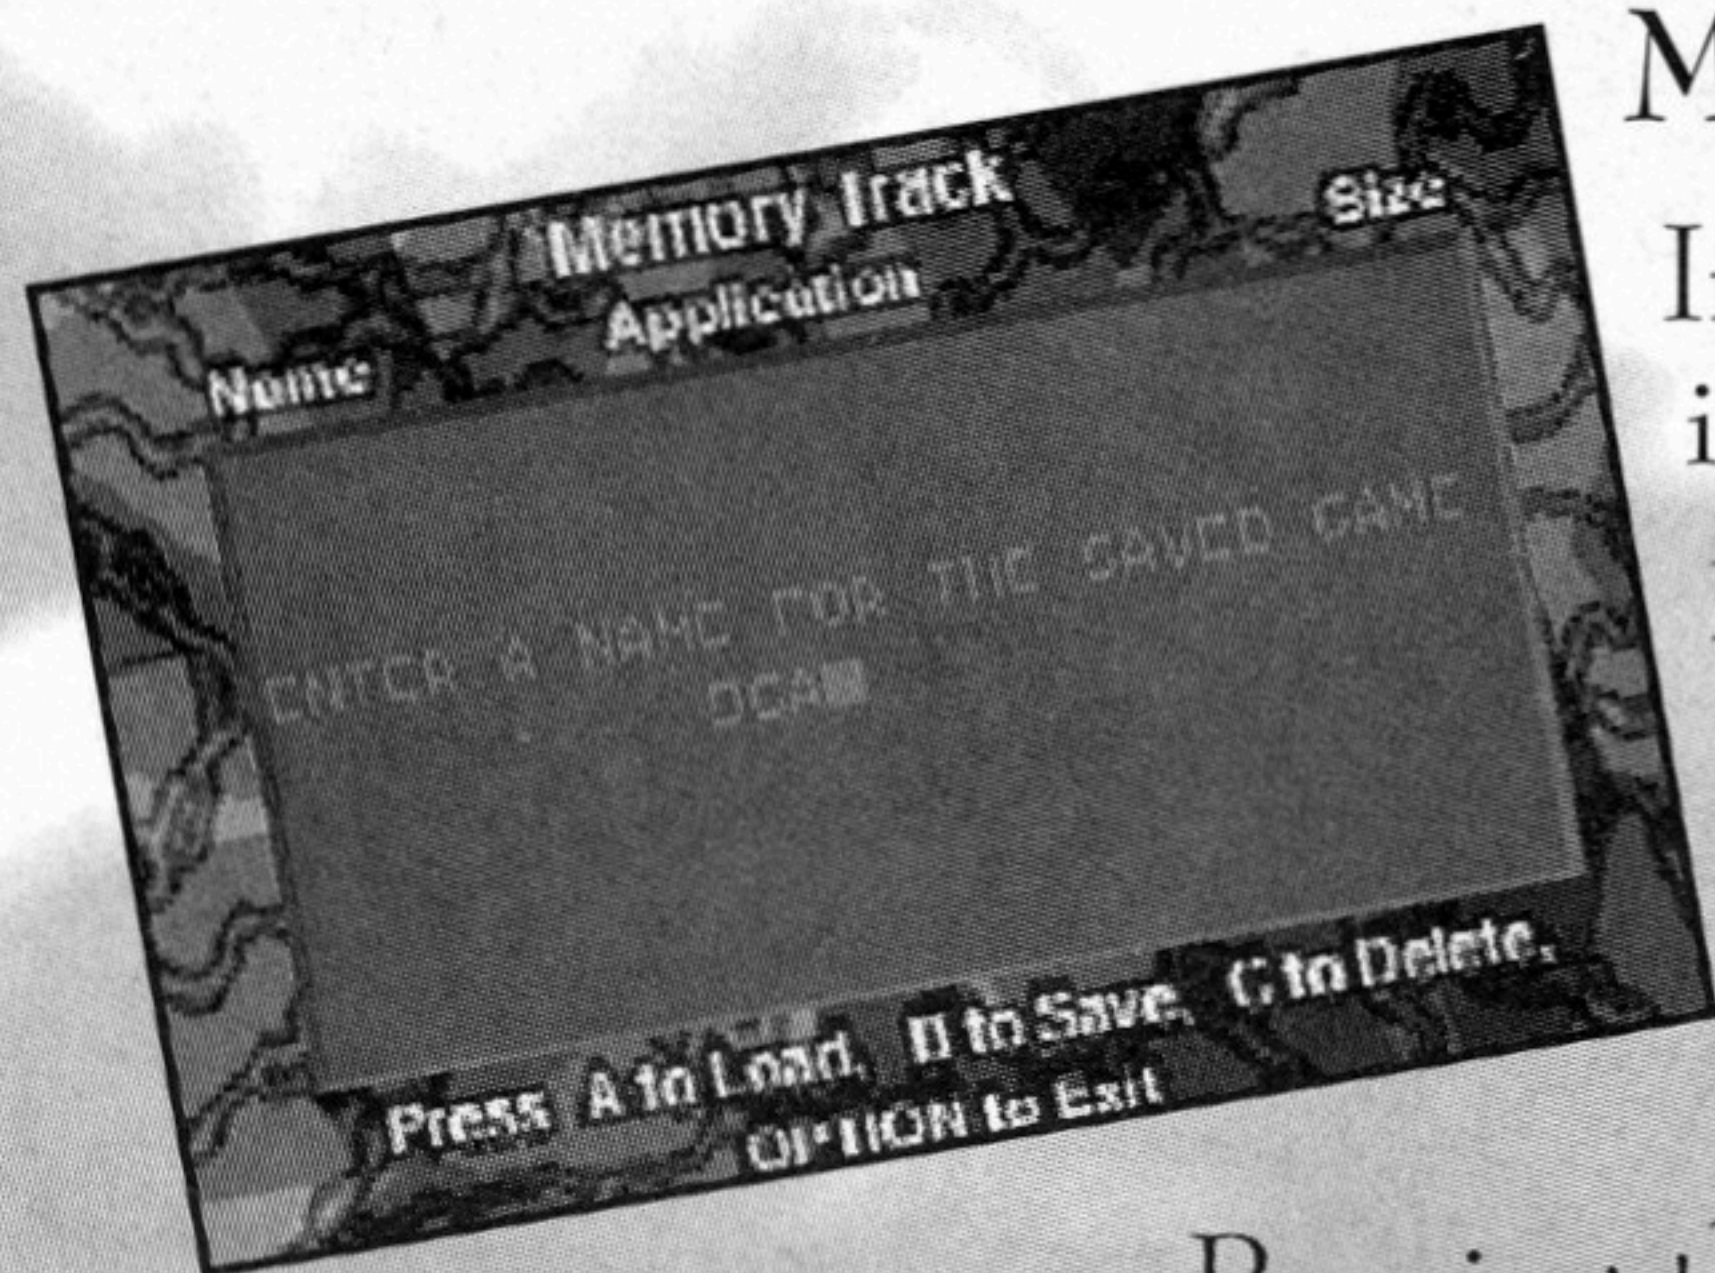 Memory Track
Name Application Size
ENTER A NAME FOR THE SAVED GAME
Press A to Load, B to Save, C to Delete,
OPTION to Exit